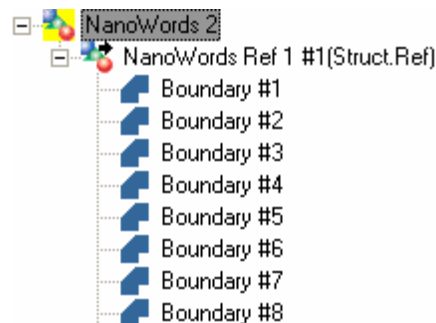 NanoWords 2
NanoWords Ref 1 #1(Struct.Ref)
Boundary #1
Boundary #2
Boundary #3
Boundary #4
Boundary #5
Boundary #6
Boundary #7
Boundary #8